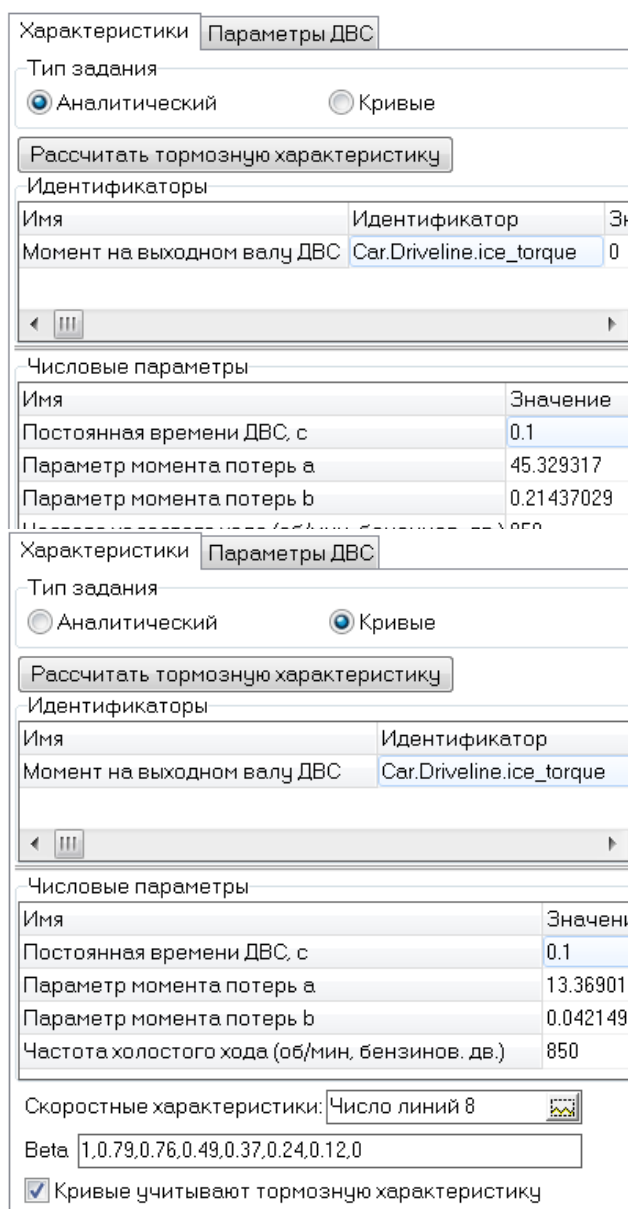 Характеристики Параметры ДВС
Тип задания
Аналитический Кривые
Рассчитать тормозную характеристику
Идентификаторы
Имя Идентификатор
Момент на выходном валу ДВС Car.Driveline.ice_torque 0
Числовые параметры
Имя Значение
Постоянная времени ДВС, с 0.1
Параметр момента потерь a 45.329317
Параметр момента потерь b 0.21437029
Характеристики Параметры ДВС
Тип задания
Аналитический Кривые
Рассчитать тормозную характеристику
Идентификаторы
Имя Идентификатор
Момент на выходном валу ДВС Car.Driveline.ice_torque
Числовые параметры
Имя Значени
Постоянная времени ДВС, с 0.1
Параметр момента потерь a 13.36901
Параметр момента потерь b 0.042149
Частота холостого хода (об/мин, бензинов. дв.) 850
Скоростные характеристики: Число линий 8
Beta 1,0.79,0.76,0.49,0.37,0.24,0.12,0
Кривые учитывают тормозную характеристику